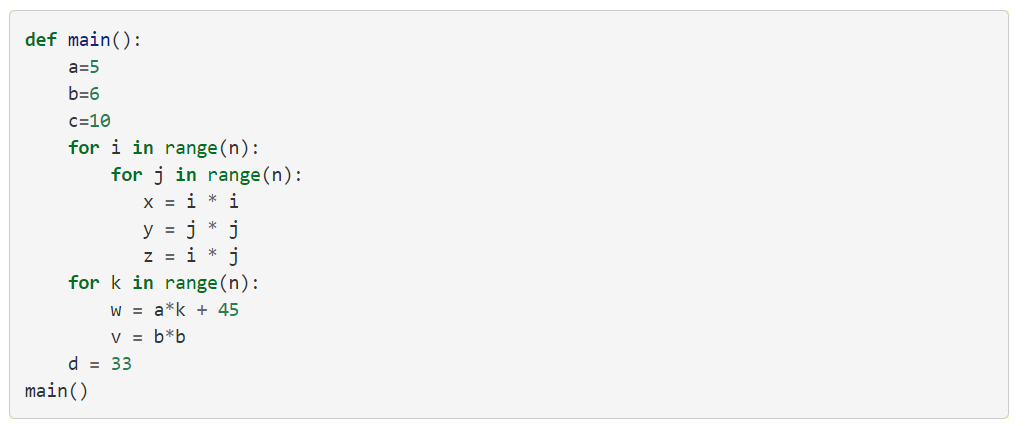 def main():
    a=5
    b=6
    c=10
    for i in range(n):
        for j in range(n):
           x = i * i
           y = j * j
           z = i * j
    for k in range(n):
        w = a*k + 45
        v = b*b
    d = 33
main()